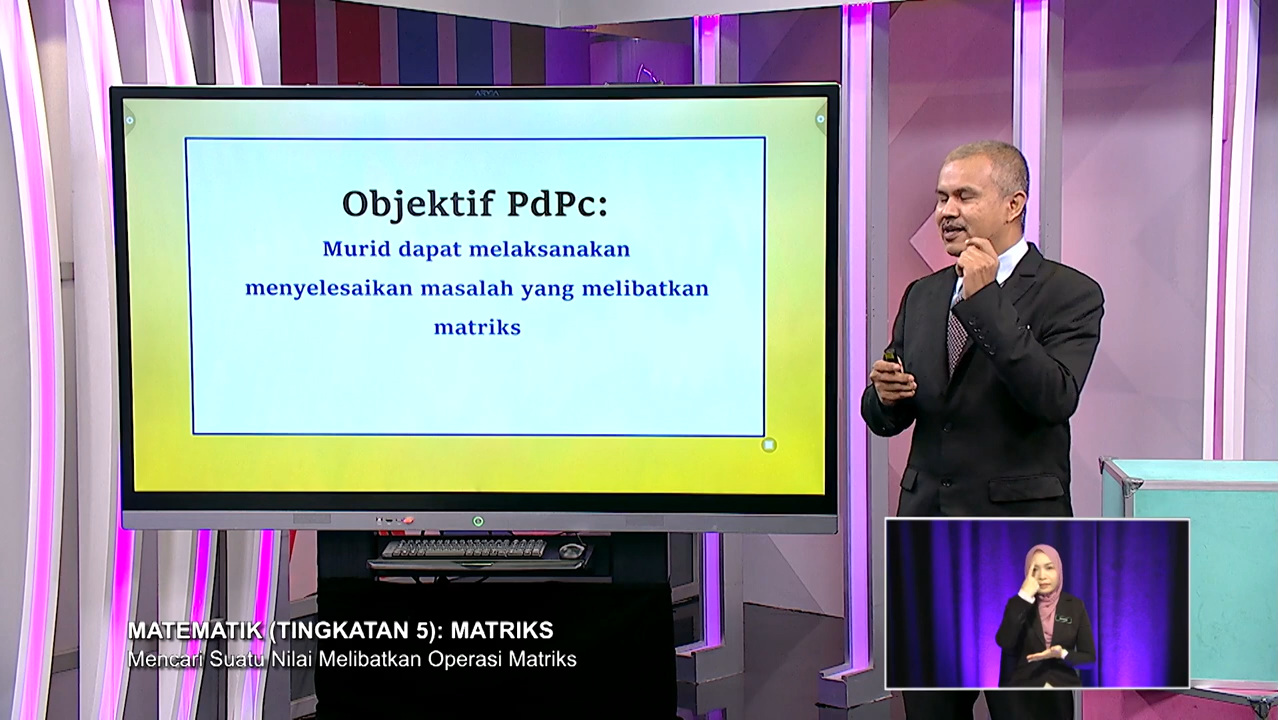 Objektif PdPc:
Murid dapat melaksanakan
menyelesaikan masalah yang melibatkan
matriks
MATEMATIK (TINGKATAN 5): MATRIKS
Mencari Suatu Nilai Melibatkan Operasi Matriks